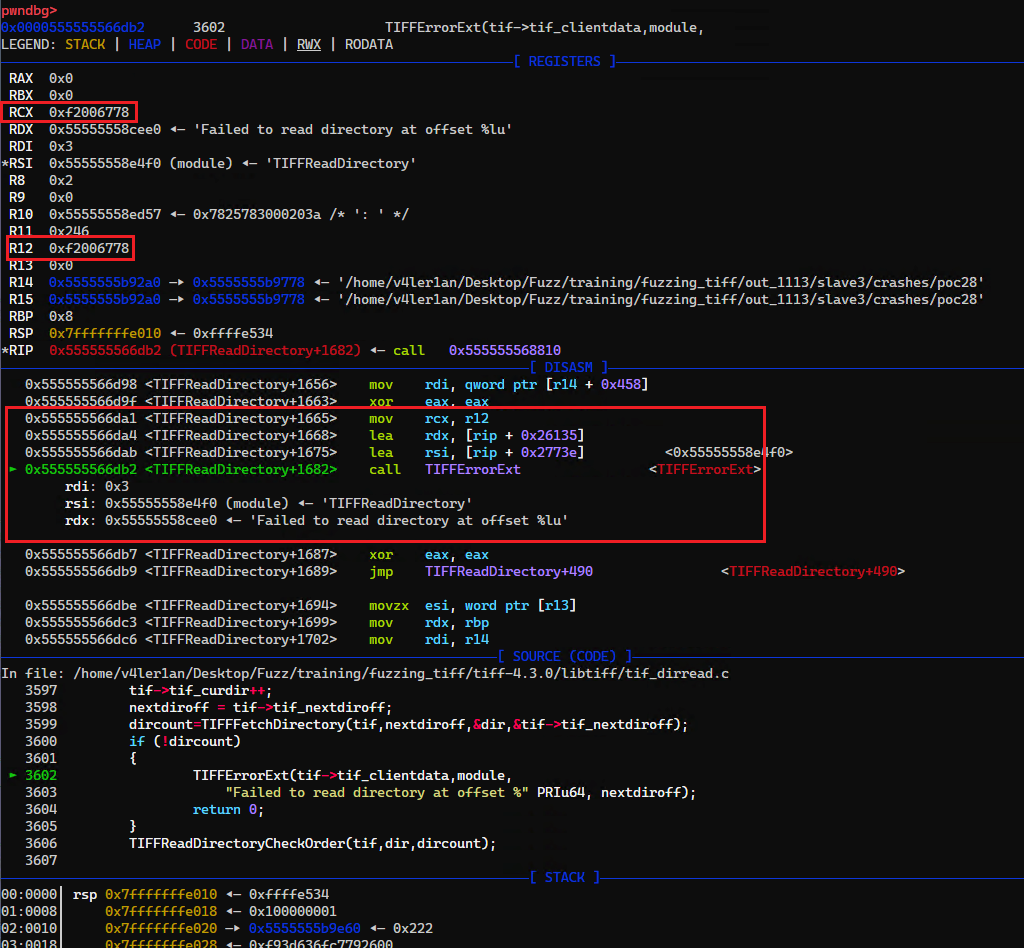 pwndbg>
0x0000555555566db2      3602                    TIFFErrorExt(tif->tif_clientdata,module,
LEGEND: STACK | HEAP | CODE | DATA | RWX | RODATA
[ REGISTERS ]
 RAX  0x0
 RBX  0x0
 RCX  0xf2006778
 RDX  0x55555558cee0 ◂— 'Failed to read directory at offset %lu'
 RDI  0x3
*RSI  0x55555558e4f0 (module) ◂— 'TIFFReadDirectory'
 R8   0x2
 R9   0x0
 R10  0x55555558ed57 ◂— 0x7825783000203a /* ': ' */
 R11  0x246
 R12  0xf2006778
 R13  0x0
 R14  0x5555555b92a0 —▸ 0x5555555b9778 ◂— '/home/v4ler1an/Desktop/Fuzz/training/fuzzing_tiff/out_1113/slave3/crashes/poc28'
 R15  0x5555555b92a0 —▸ 0x5555555b9778 ◂— '/home/v4ler1an/Desktop/Fuzz/training/fuzzing_tiff/out_1113/slave3/crashes/poc28'
 RBP  0x8
 RSP  0x7fffffffe010 ◂— 0xffffe534
*RIP  0x555555566db2 (TIFFReadDirectory+1682) ◂— call   0x555555568810
[ DISASM ]
   0x555555566d98 <TIFFReadDirectory+1656>    mov    rdi, qword ptr [r14 + 0x458]
   0x555555566d9f <TIFFReadDirectory+1663>    xor    eax, eax
   0x555555566da1 <TIFFReadDirectory+1665>    mov    rcx, r12
   0x555555566da4 <TIFFReadDirectory+1668>    lea    rdx, [rip + 0x26135]
   0x555555566dab <TIFFReadDirectory+1675>    lea    rsi, [rip + 0x2773e]          <0x55555558e4f0>
 ► 0x555555566db2 <TIFFReadDirectory+1682>    call   TIFFErrorExt                <TIFFErrorExt>
        rdi: 0x3
        rsi: 0x55555558e4f0 (module) ◂— 'TIFFReadDirectory'
        rdx: 0x55555558cee0 ◂— 'Failed to read directory at offset %lu'
   0x555555566db7 <TIFFReadDirectory+1687>    xor    eax, eax
   0x555555566db9 <TIFFReadDirectory+1689>    jmp    TIFFReadDirectory+490                <TIFFReadDirectory+490>
   0x555555566dbe <TIFFReadDirectory+1694>    movzx  esi, word ptr [r13]
   0x555555566dc3 <TIFFReadDirectory+1699>    mov    rdx, rbp
   0x555555566dc6 <TIFFReadDirectory+1702>    mov    rdi, r14
[ SOURCE (CODE) ]
In file: /home/v4ler1an/Desktop/Fuzz/training/fuzzing_tiff/tiff-4.3.0/libtiff/tif_dirread.c
   3597         tif->tif_curdir++;
   3598         nextdiroff = tif->tif_nextdiroff;
   3599         dircount=TIFFFetchDirectory(tif,nextdiroff,&dir,&tif->tif_nextdiroff);
   3600         if (!dircount)
   3601         {
 ► 3602                 TIFFErrorExt(tif->tif_clientdata,module,
   3603                     "Failed to read directory at offset %" PRIu64, nextdiroff);
   3604                 return 0;
   3605         }
   3606         TIFFReadDirectoryCheckOrder(tif,dir,dircount);
   3607
[ STACK ]
00:0000│ rsp 0x7fffffffe010 ◂— 0xffffe534
01:0008│     0x7fffffffe018 ◂— 0x100000001
02:0010│     0x7fffffffe020 —▸ 0x5555555b9e60 ◂— 0x222
03:0018│     0x7fffffffe028 ◂— 0xf93d636fc7792600